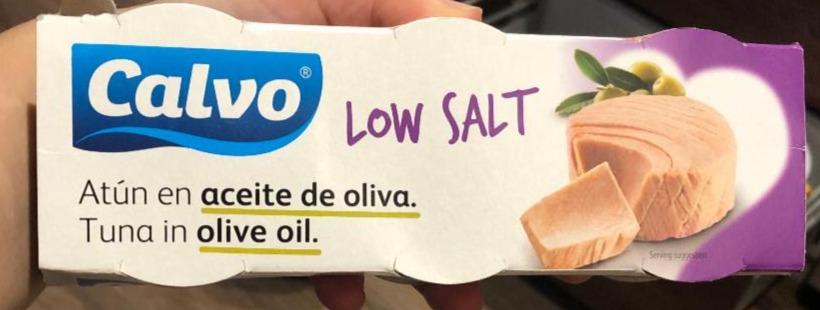 Calvo®
LOW SALT
Atún en aceite de oliva.
Tuna in olive oil.
Serving suggestion